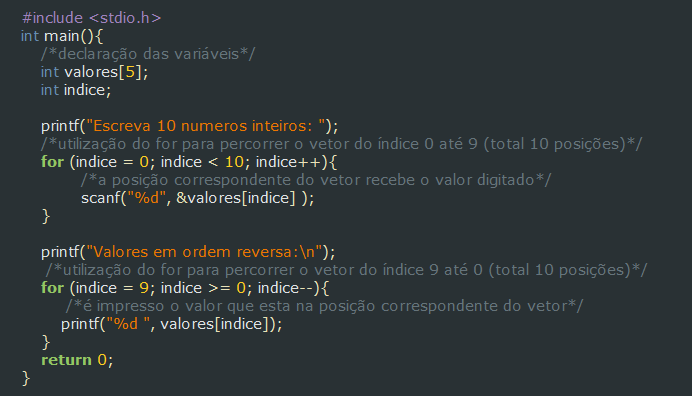 #include <stdio.h>
int main(){
/*declaração das variáveis*/
int valores[5];
int indice;
printf("Escreva 10 numeros inteiros: ");
/*utilização do for para percorrer o vetor do índice 0 até 9 (total 10 posições)*/
for (indice = 0; indice < 10; indice++){
/*a posição correspondente do vetor recebe o valor digitado*/
scanf("%d", &valores[indice] );
}
printf("Valores em ordem reversa:\n");
/*utilização do for para percorrer o vetor do índice 9 até 0 (total 10 posições)*/
for (indice = 9; indice >= 0; indice--){
/*é impresso o valor que esta na posição correspondente do vetor*/
printf("%d ", valores[indice]);
}
return 0;
}